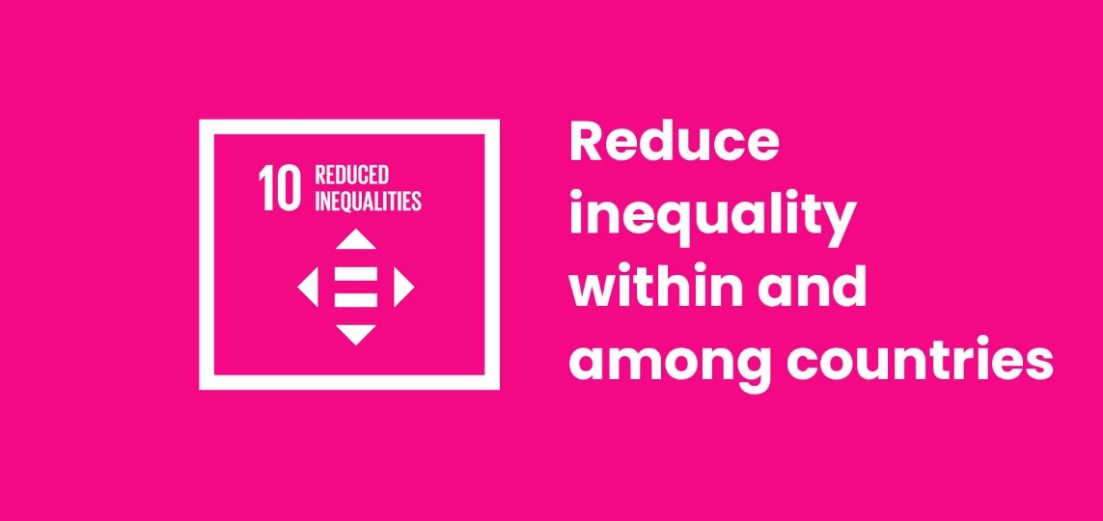 10 REDUCED
INEQUALITIES
Reduce
inequality
within and
among countries